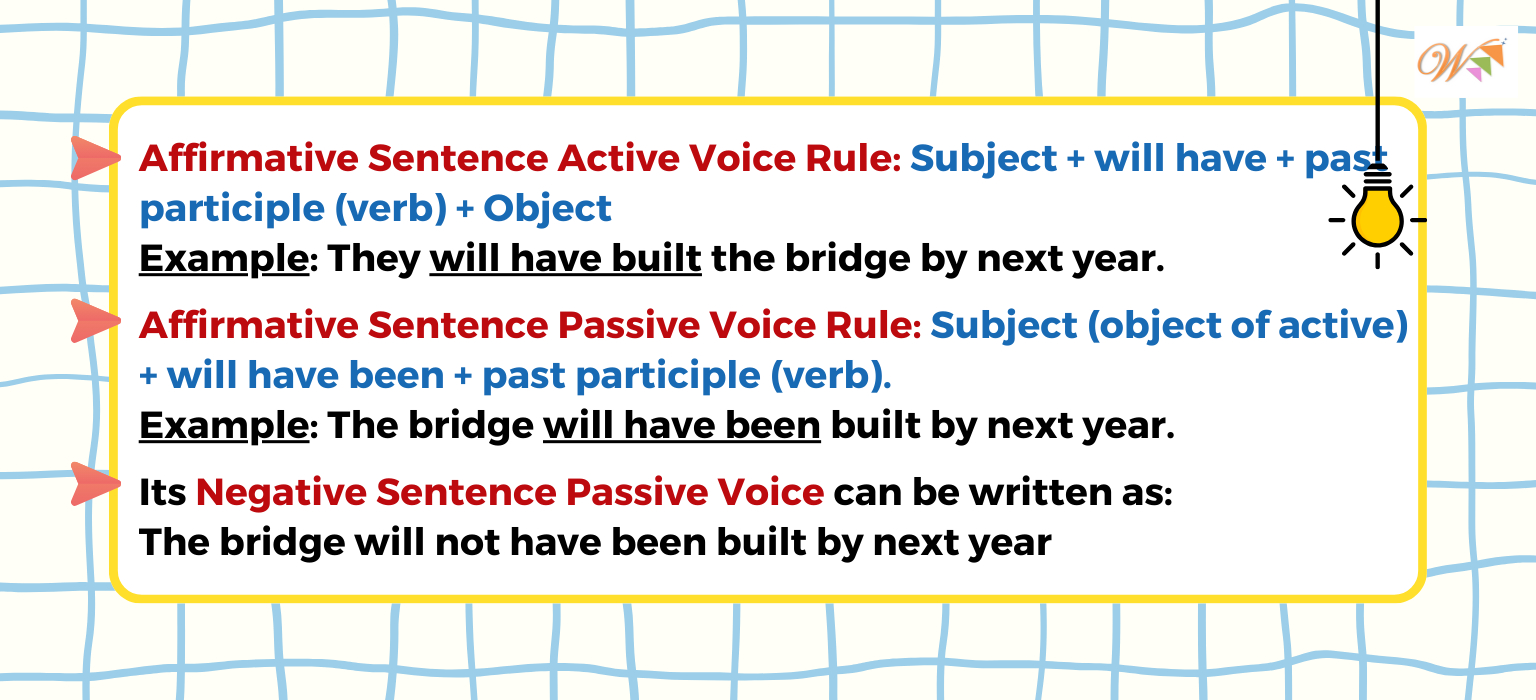 Affirmative Sentence Active Voice Rule: Subject + will have + past
participle (verb) + Object
Example: They will have built the bridge by next year.
Affirmative Sentence Passive Voice Rule: Subject (object of active)
+ will have been + past participle (verb).
Example: The bridge will have been built by next year.
Its Negative Sentence Passive Voice can be written as:
The bridge will not have been built by next year
W